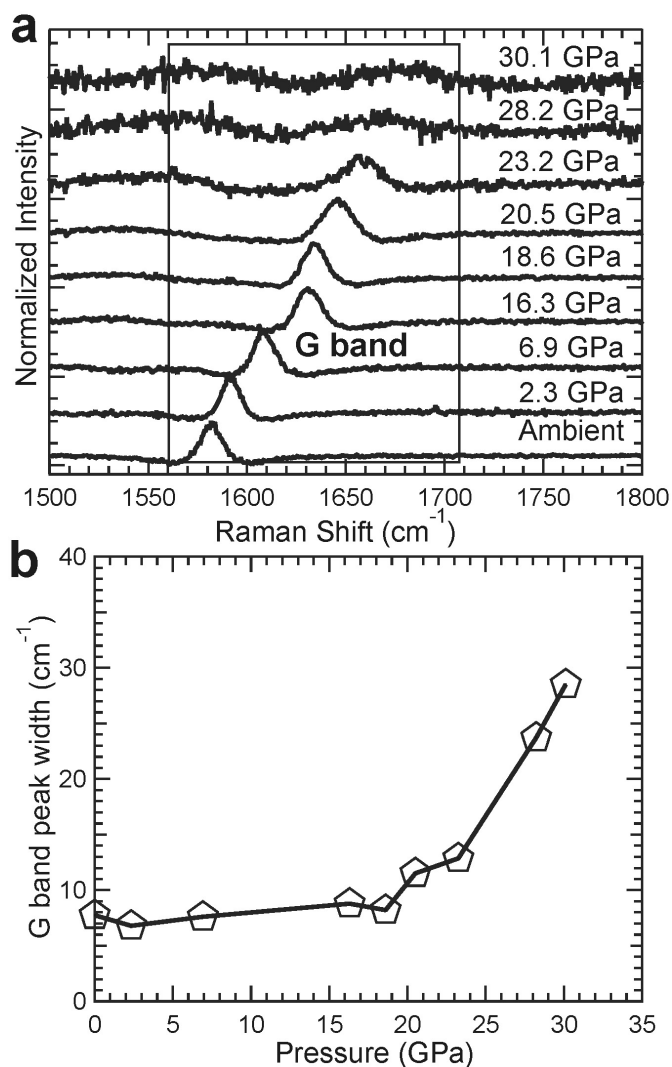 a
30.1 GPa
28.2 GPa
23.2 GPa
20.5 GPa
18.6 GPa
16.3 GPa
G band
6.9 GPa
2.3 GPa
Ambient
Normalized Intensity
1500 1550 1600 1650 1700 1750 1800
Raman Shift (cm⁻¹)
b
40
30
20
10
0
G band peak width (cm⁻¹)
0 5 10 15 20 25 30 35
Pressure (GPa)